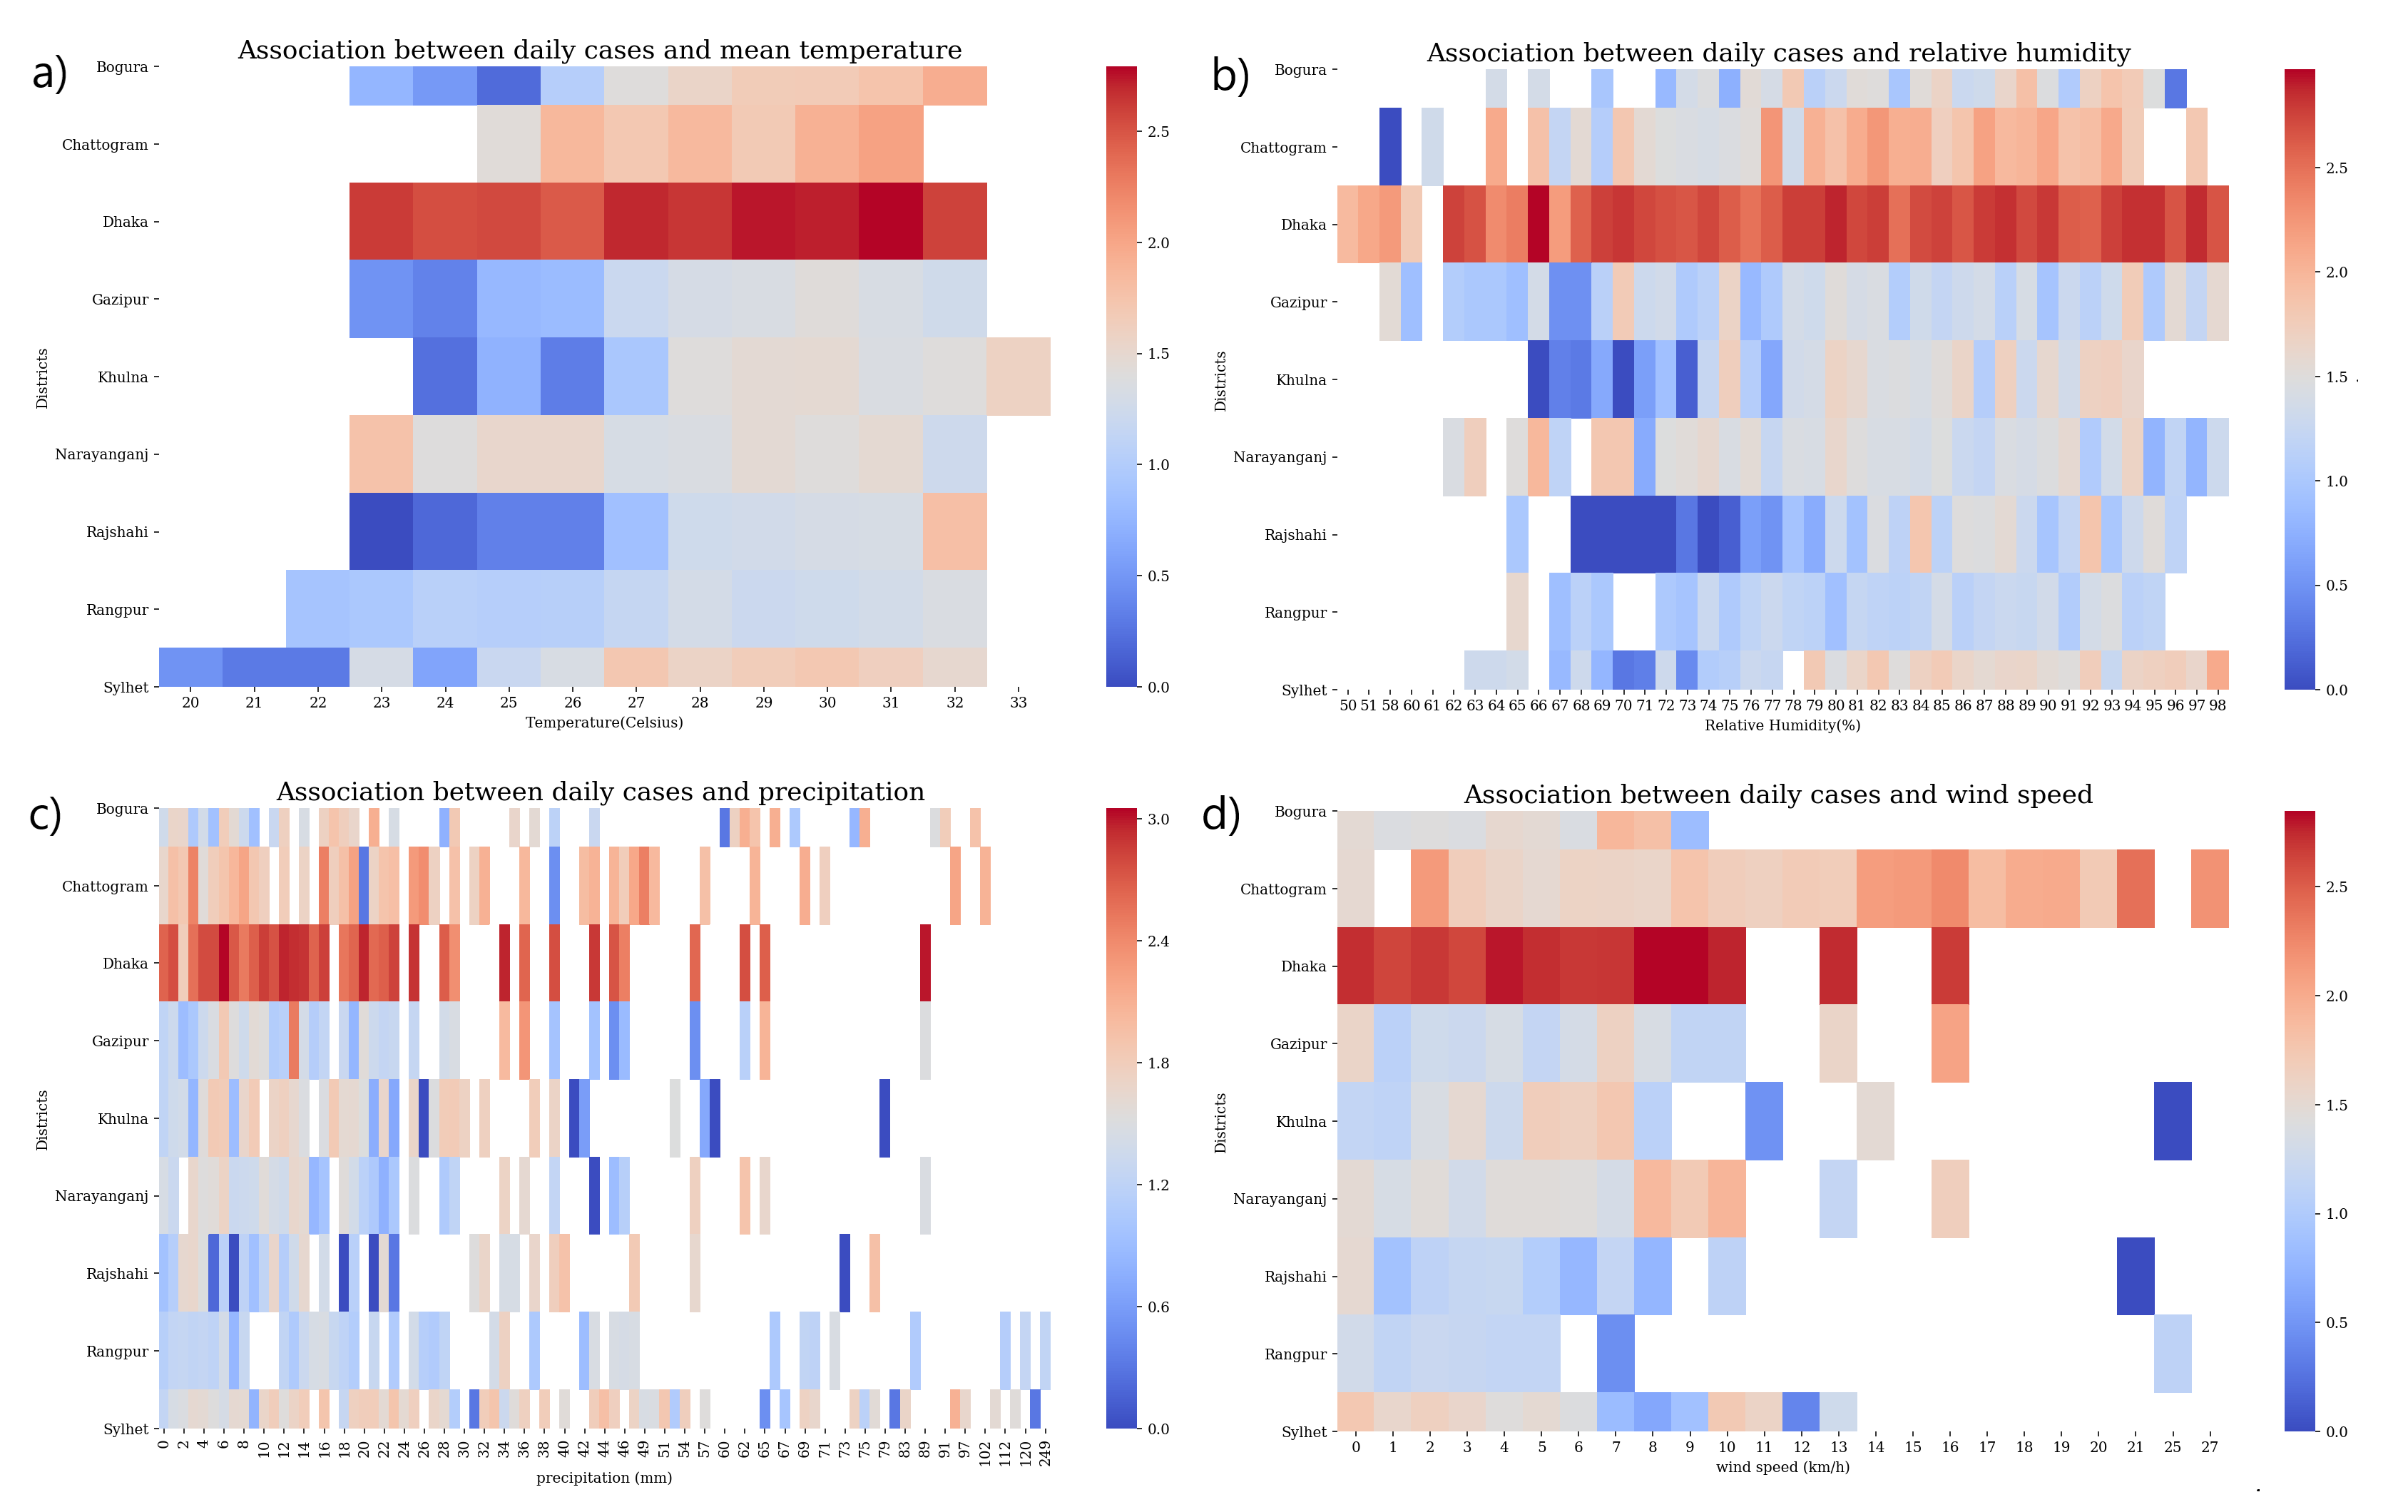 a)
Association between daily cases and mean temperature
Bogura
Chattogram
Dhaka
Gazipur
Khulna
Narayanganj
Rajshahi
Rangpur
Sylhet
Districts
20 21 22 23 24 25 26 27 28 29 30 31 32 33
Temperature(Celsius)
2.5
2.0
1.5
1.0
0.5
0.0
b)
Association between daily cases and relative humidity
Bogura
Chattogram
Dhaka
Gazipur
Khulna
Narayanganj
Rajshahi
Rangpur
Sylhet
Districts
50 51 58 60 61 62 63 64 65 66 67 68 69 70 71 72 73 74 75 76 77 78 79 80 81 82 83 84 85 86 87 88 89 90 91 92 93 94 95 96 97 98
Relative Humidity(%)
2.5
2.0
1.5
1.0
0.5
0.0
c)
Association between daily cases and precipitation
Bogura
Chattogram
Dhaka
Gazipur
Khulna
Narayanganj
Rajshahi
Rangpur
Sylhet
Districts
0 2 4 6 8 10 12 14 16 18 20 22 24 26 28 30 32 34 36 38 40 42 44 46 49 51 54 57 60 62 65 67 69 71 73 75 79 83 89 91 97 102 112 120 249
precipitation (mm)
3.0
2.4
1.8
1.2
0.6
0.0
d)
Association between daily cases and wind speed
Bogura
Chattogram
Dhaka
Gazipur
Khulna
Narayanganj
Rajshahi
Rangpur
Sylhet
Districts
0 1 2 3 4 5 6 7 8 9 10 11 12 13 14 15 16 17 18 19 20 21 25 27
wind speed (km/h)
2.5
2.0
1.5
1.0
0.5
0.0